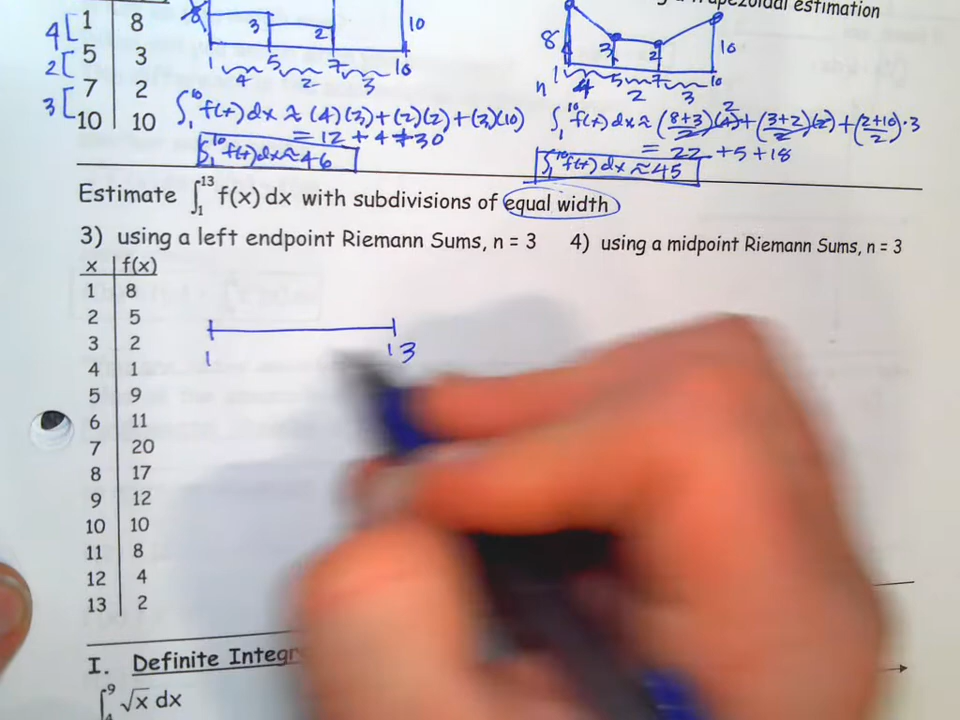 apezoidal estimation
4[ 1 8
2[ 5 3
3[ 7 2
10 10
3 2 10
1 5 7 10
4 2 3
8 3 2 10
1 5 7 10
4 2 3
∫₁¹⁰ f(x) dx ≈ (4)(3)+(2)(2)+(3)(10)
= 12 + 4 + 30
∫₁¹⁰ f(x) dx ≈ 46
∫₁¹⁰ f(x) dx ≈ (8+3)/2 (4) + (3+2)/2 (2) + (2+10)/2 · 3
= 22 + 5 + 18
∫₁¹⁰ f(x) dx ≈ 45
Estimate ∫₁¹³ f(x) dx with subdivisions of equal width
3) using a left endpoint Riemann Sums, n = 3
4) using a midpoint Riemann Sums, n = 3
x f(x)
1 8
2 5
3 2
4 1
5 9
6 11
7 20
8 17
9 12
10 10
11 8
12 4
13 2
1 13
I. Definite Integr
∫₄⁹ √x dx